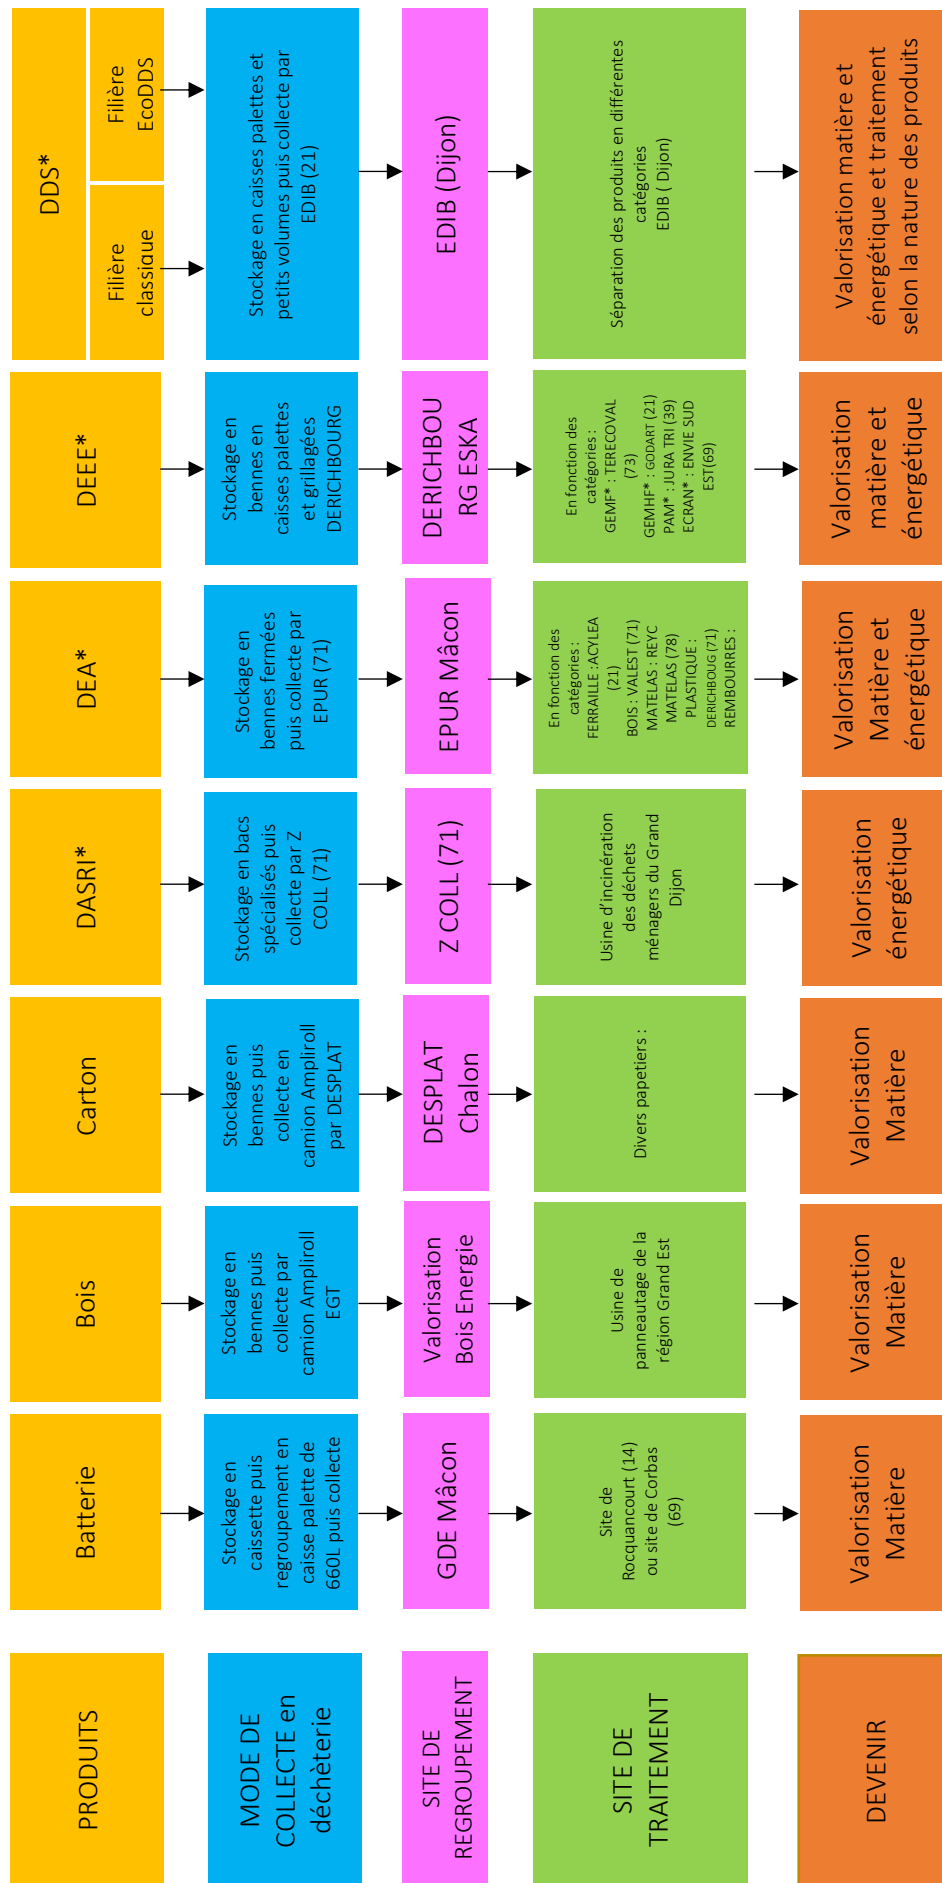 PRODUITS
Batterie
Bois
Carton
DASRI*
DEA*
DEEE*
DDS*
Filière
classique
Filière
EcoDDS
MODE DE
COLLECTE en
déchèterie
Stockage en
caissette puis
regroupement en
caisse palette de
660L puis collecte
Stockage en
bennes puis
collecte par
camion Ampliroll
EGT
Stockage en
bennes puis
collecte en
camion Ampliroll
par DESPLAT
Stockage en bacs
spécialisés puis
collecte par Z
COLL (71)
Stockage en
bennes fermées
puis collecte par
EPUR (71)
Stockage en
bennes en
caisses palettes
et grillagées
DERICHBOURG
Stockage en caisses palettes et
petits volumes puis collecte par
EDIB (21)
SITE DE
REGROUPEMENT
GDE Mâcon
Valorisation
Bois Energie
DESPLAT
Chalon
Z COLL (71)
EPUR Mâcon
DERICHBOU
RG ESKA
EDIB (Dijon)
SITE DE
TRAITEMENT
Site de
Rocquancourt (14)
ou site de Corbas
(69)
Usine de
panneautage de la
région Grand Est
Divers papetiers :
Usine d'incinération
des déchets
ménagers du Grand
Dijon
En fonction des
catégories :
FERRAILLE : ACYLEA
(21)
BOIS : VALEST (71)
MATELAS : REYC
MATELAS (78)
PLASTIQUE :
DERICHBOUG (71)
REMBOURRES :
En fonction des
catégories :
GEMF* : TERECOVAL
(73)
GEMHF* : GODART (21)
PAM* : JURA TRI (39)
ECRAN* : ENVIE SUD
EST(69)
Séparation des produits en différentes
catégories
EDIB ( Dijon)
DEVENIR
Valorisation
Matière
Valorisation
Matière
Valorisation
Matière
Valorisation
énergétique
Valorisation
Matière et
énergétique
Valorisation
matière et
énergétique
Valorisation matière et
énergétique et traitement
selon la nature des produits